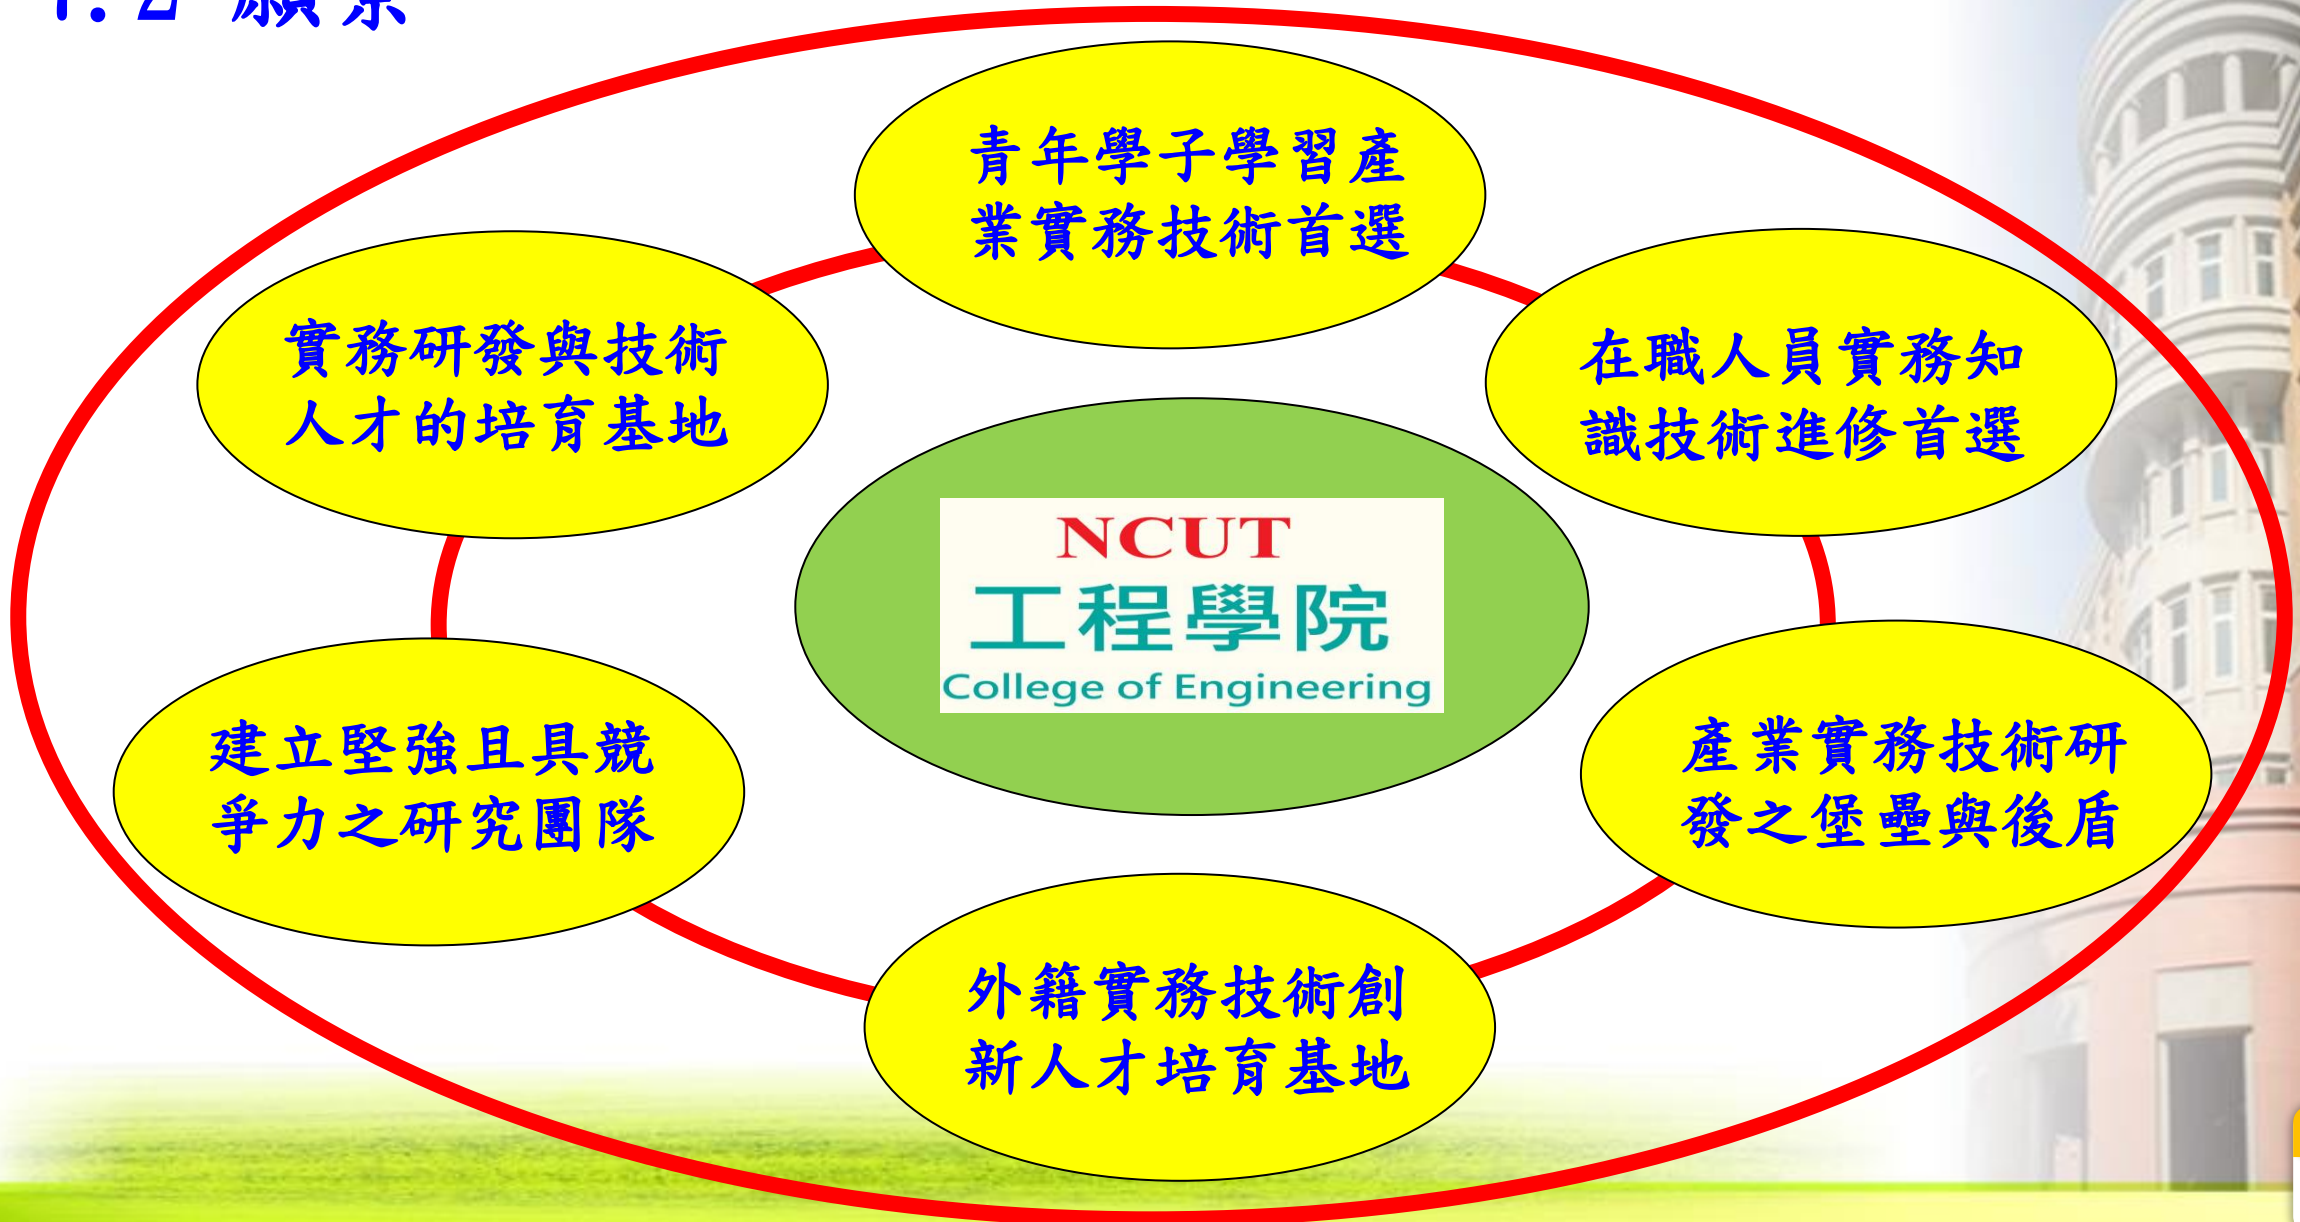 1.2 願景
青年學子學習產
業實務技術首選
實務研發與技術
人才的培育基地
在職人員實務知
識技術進修首選
NCUT
工程學院
College of Engineering
建立堅強且具競
爭力之研究團隊
產業實務技術研
發之堡壘與後盾
外籍實務技術創
新人才培育基地